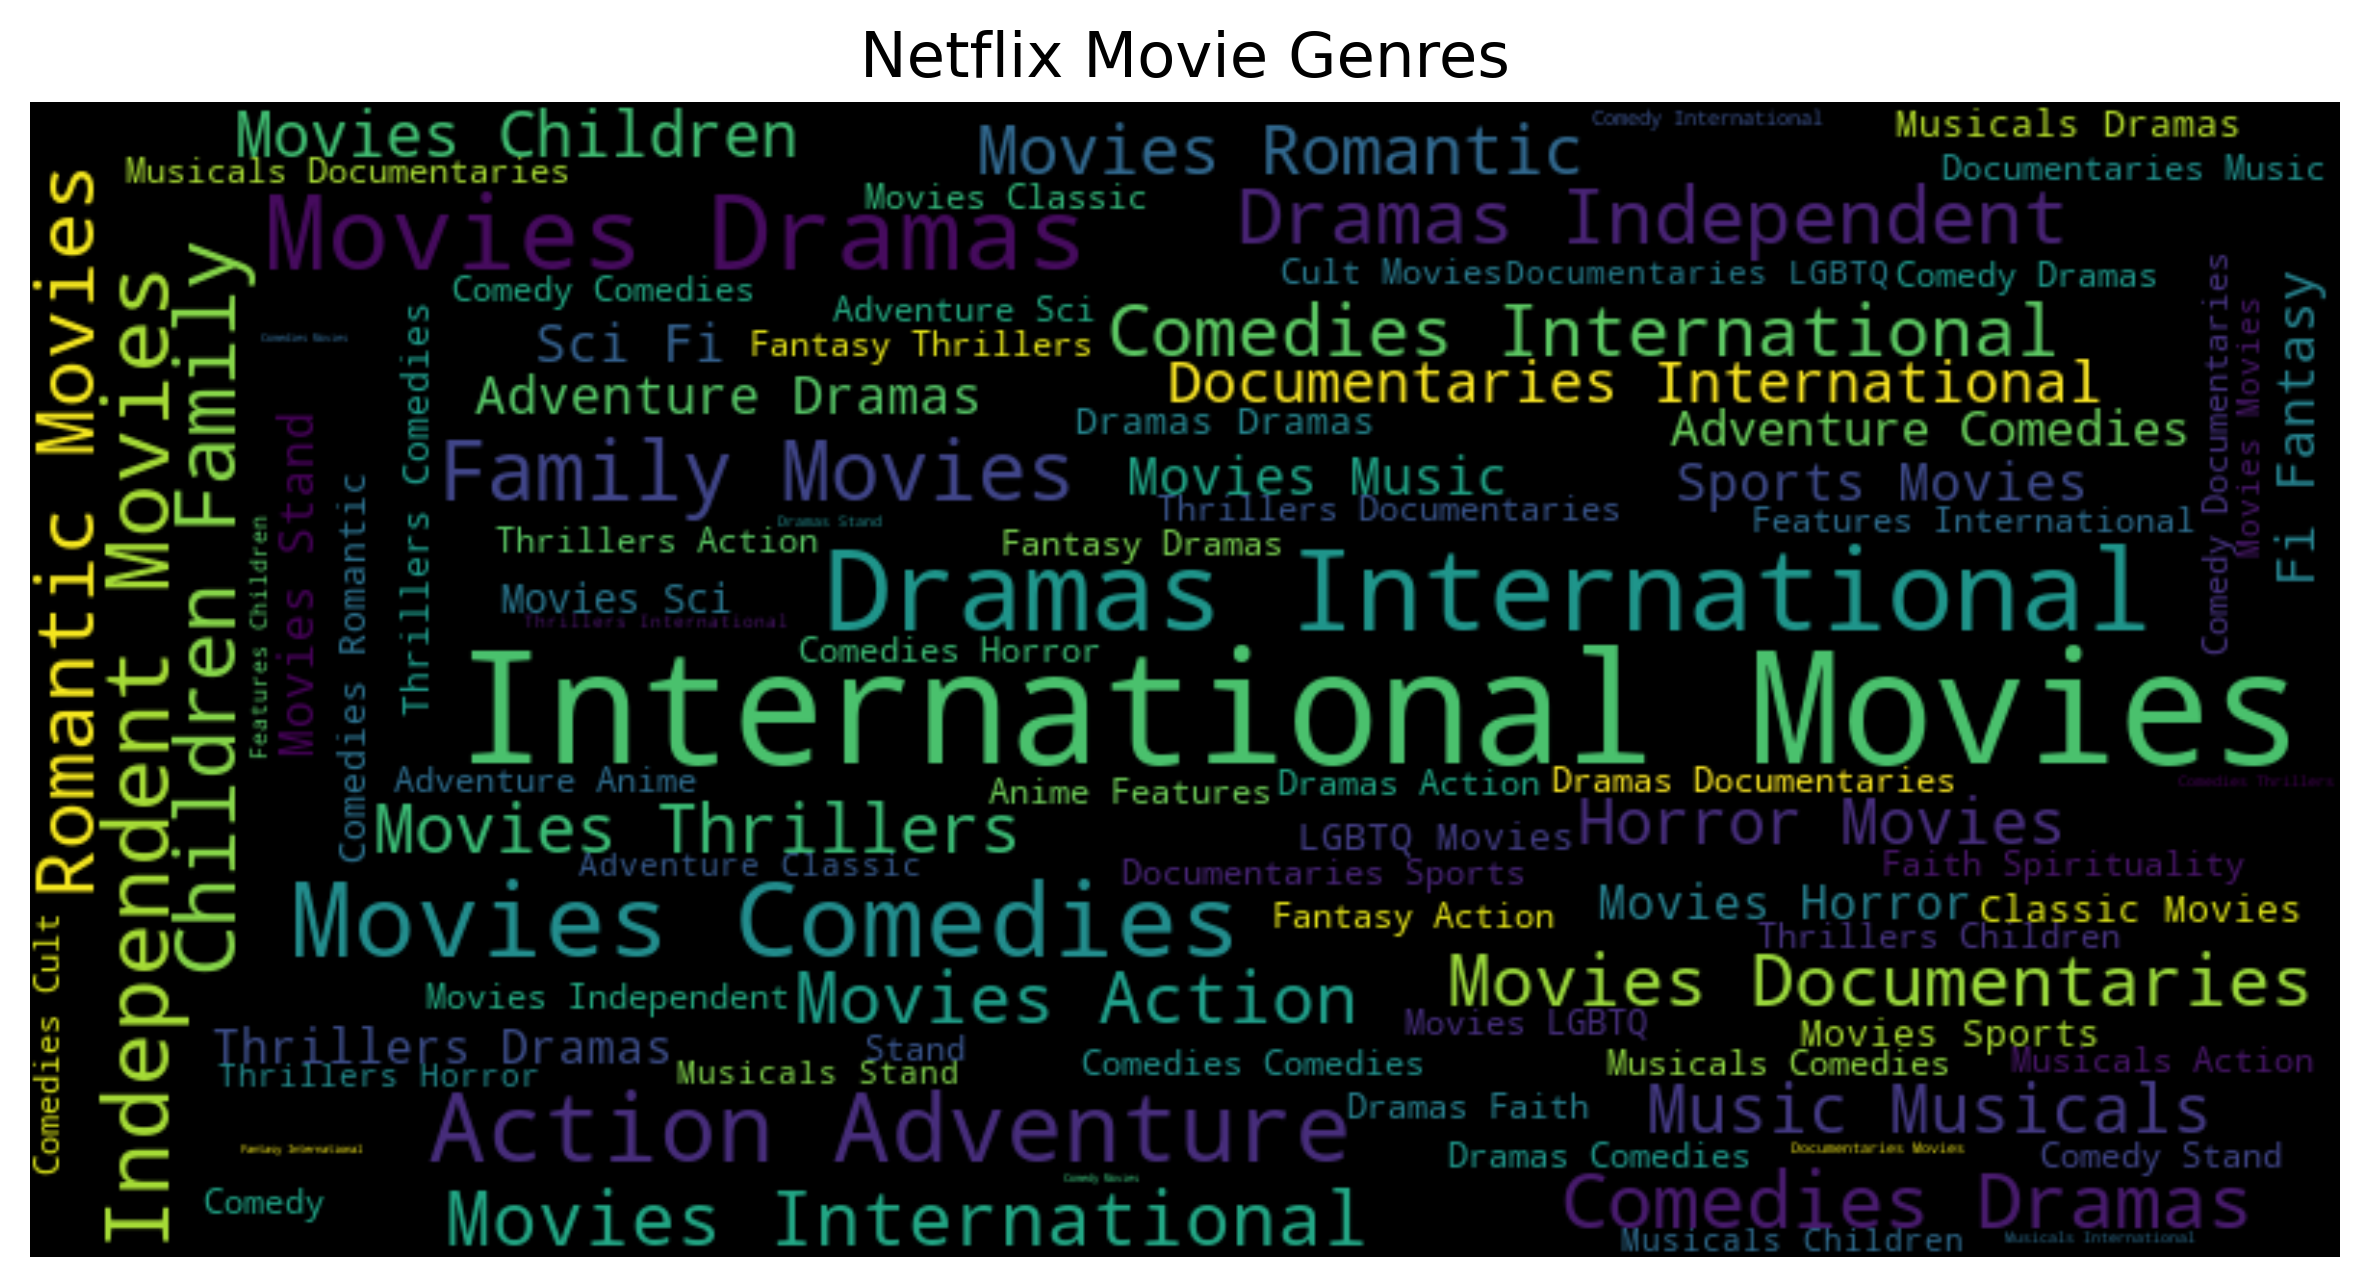 Netflix Movie Genres
Movies Children
Comedy International
Musicals Dramas
Movies Romantic
Musicals Documentaries
Documentaries Music
Movies Classic
Dramas Independent
Movies Dramas
Cult Movies
Documentaries LGBTQ
Comedy Dramas
Comedy Comedies
Adventure Sci
Comedies International
Comedies Movies
Sci Fi
Fantasy Thrillers
Documentaries International
Adventure Dramas
Dramas Dramas
Adventure Comedies
Family Movies
Movies Music
Sports Movies
Thrillers Documentaries
Features International
Dramas Stand
Thrillers Action
Fantasy Dramas
Dramas International
Movies Sci
Thrillers International
Comedies Horror
International Movies
Romantic Movies
Independent Movies
Children Family
Features Children
Movies Stand
Comedies Romantic
Thrillers Comedies
Comedy Documentaries
Movies Movies
Fi Fantasy
Adventure Anime
Anime Features
Dramas Action
Dramas Documentaries
Comedies Thrillers
Movies Thrillers
LGBTQ Movies
Horror Movies
Adventure Classic
Documentaries Sports
Faith Spirituality
Movies Comedies
Fantasy Action
Movies Horror
Classic Movies
Thrillers Children
Comedies Cult
Movies Independent
Movies Action
Movies Documentaries
Movies LGBTQ
Movies Sports
Thrillers Dramas
Stand
Thrillers Horror
Musicals Stand
Comedies Comedies
Musicals Comedies
Musicals Action
Action Adventure
Dramas Faith
Music Musicals
Fantasy International
Dramas Comedies
Documentaries Movies
Comedy Stand
Comedy Movies
Comedy
Movies International
Comedies Dramas
Musicals Children
Musicals International